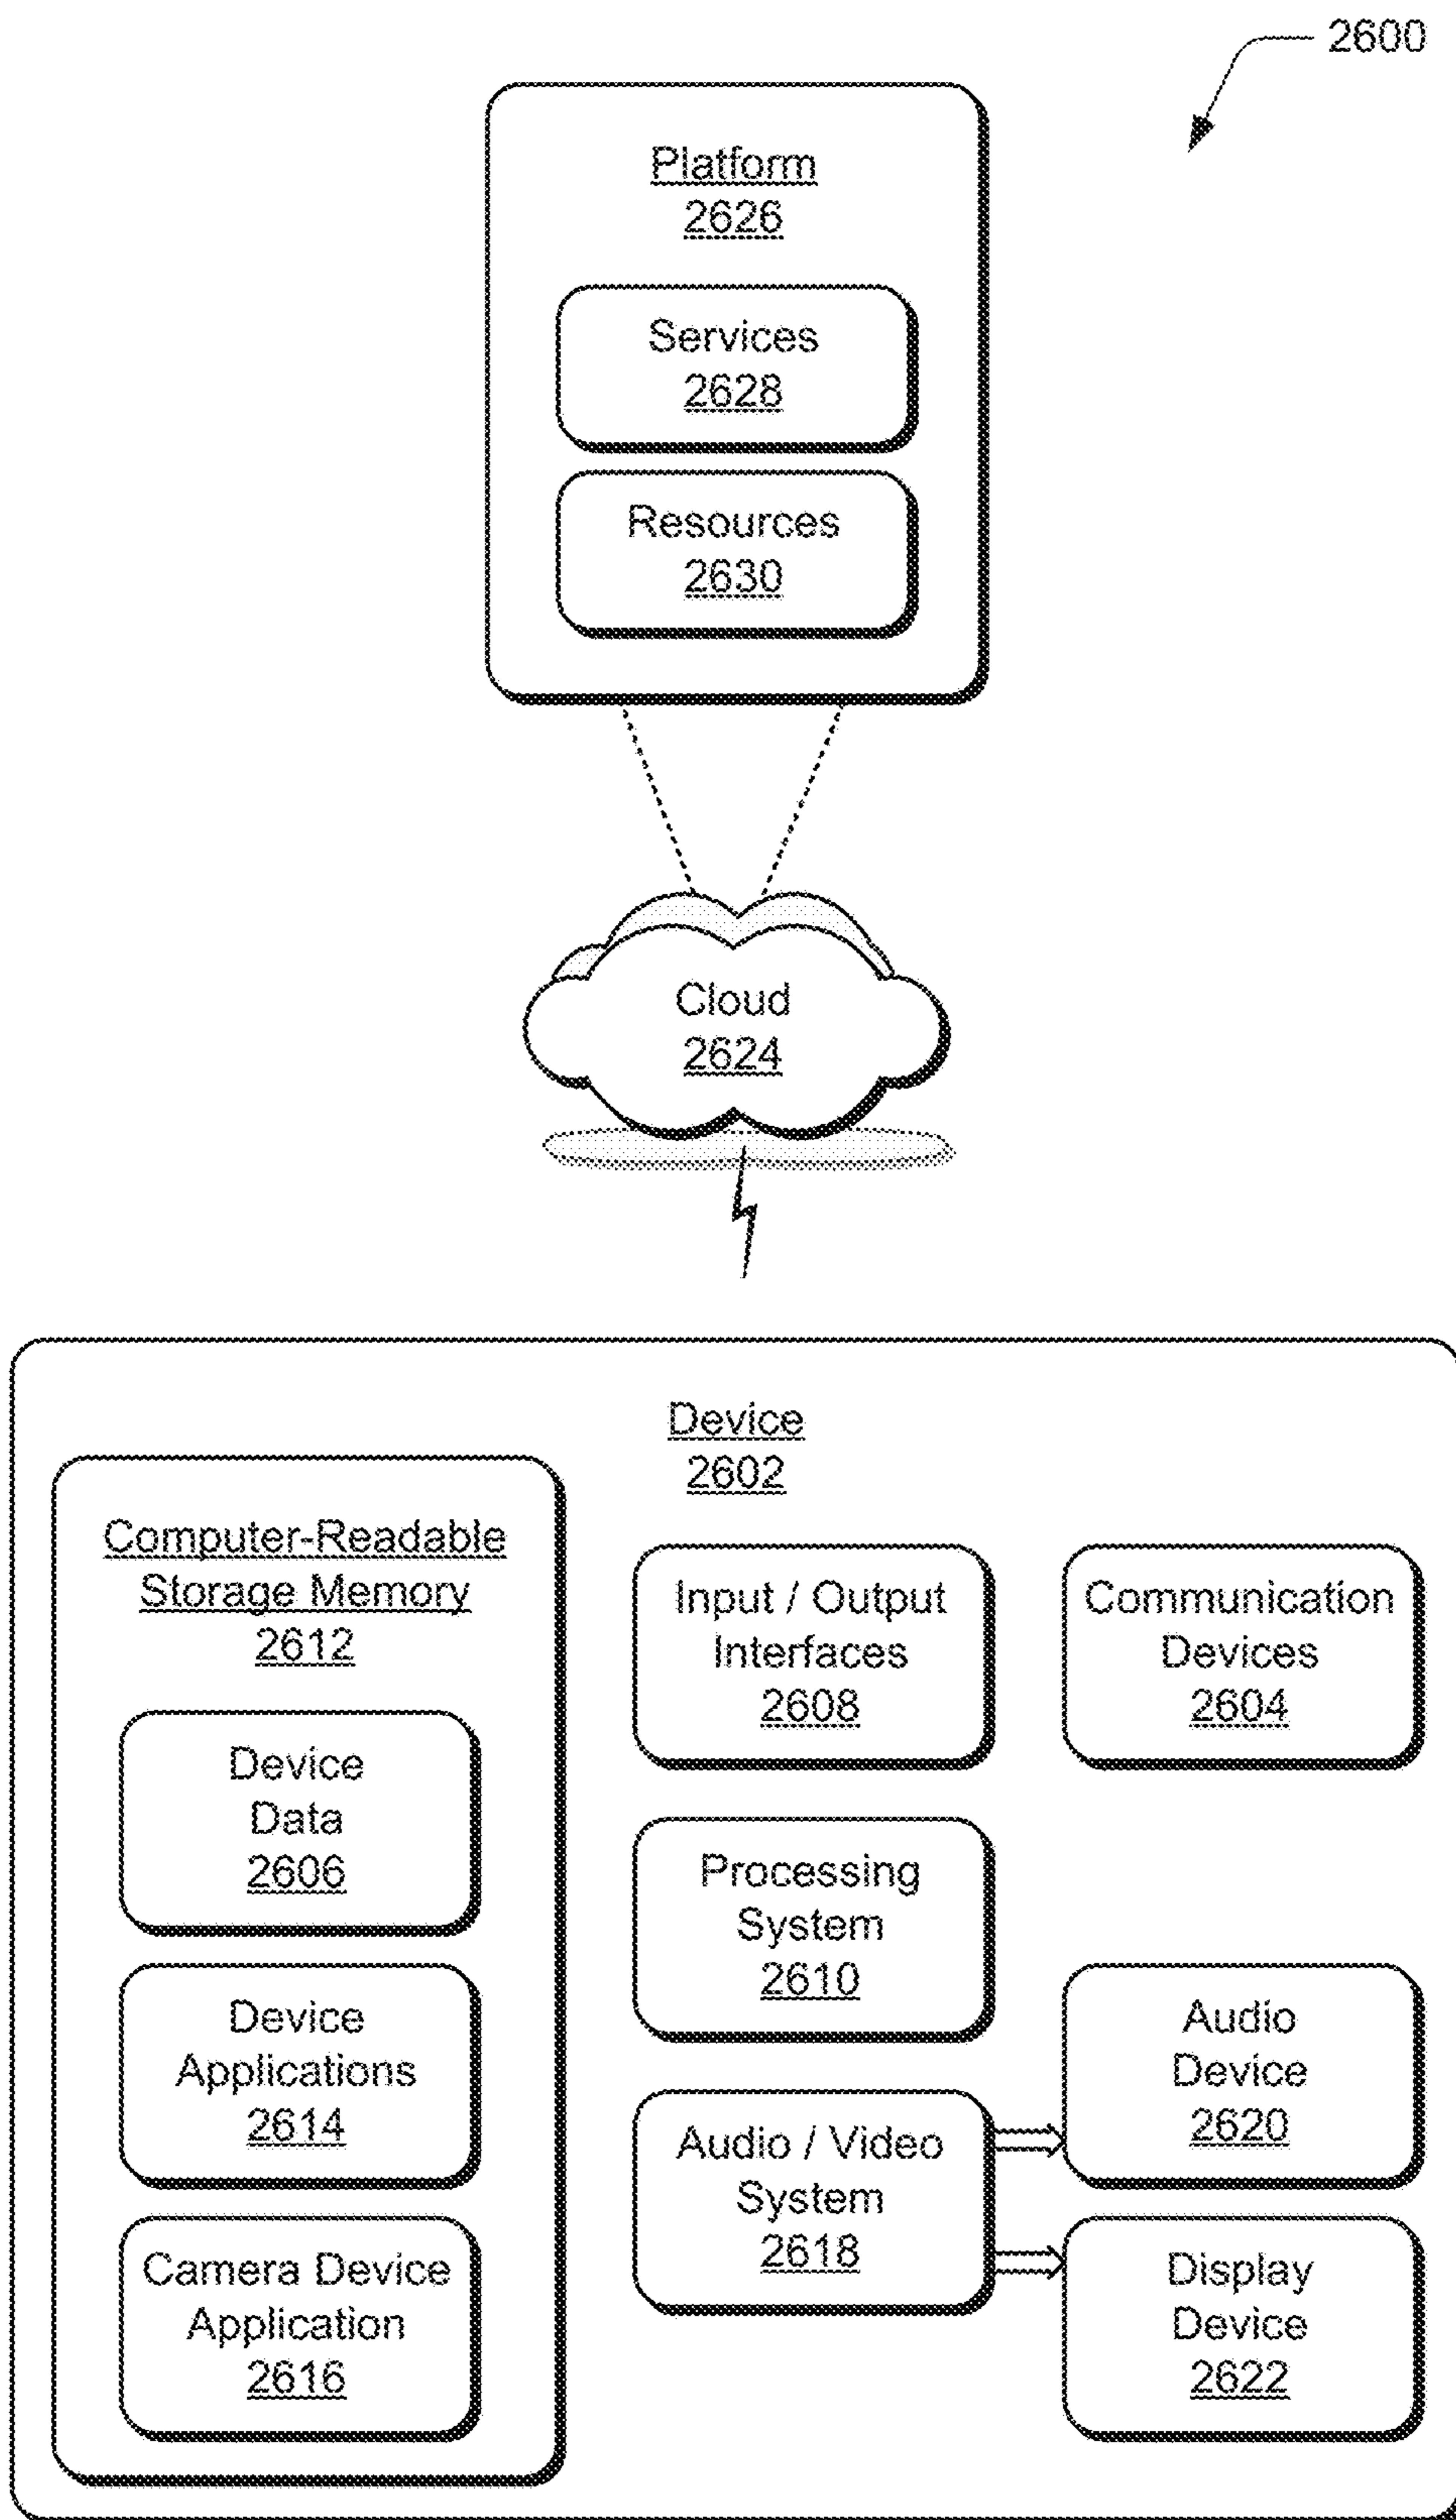 2600
Platform
2626
Services
2628
Resources
2630
Cloud
2624
Device
2602
Computer-Readable
Storage Memory
2612
Device
Data
2606
Device
Applications
2614
Camera Device
Application
2616
Input / Output
Interfaces
2608
Communication
Devices
2604
Processing
System
2610
Audio / Video
System
2618
Audio
Device
2620
Display
Device
2622